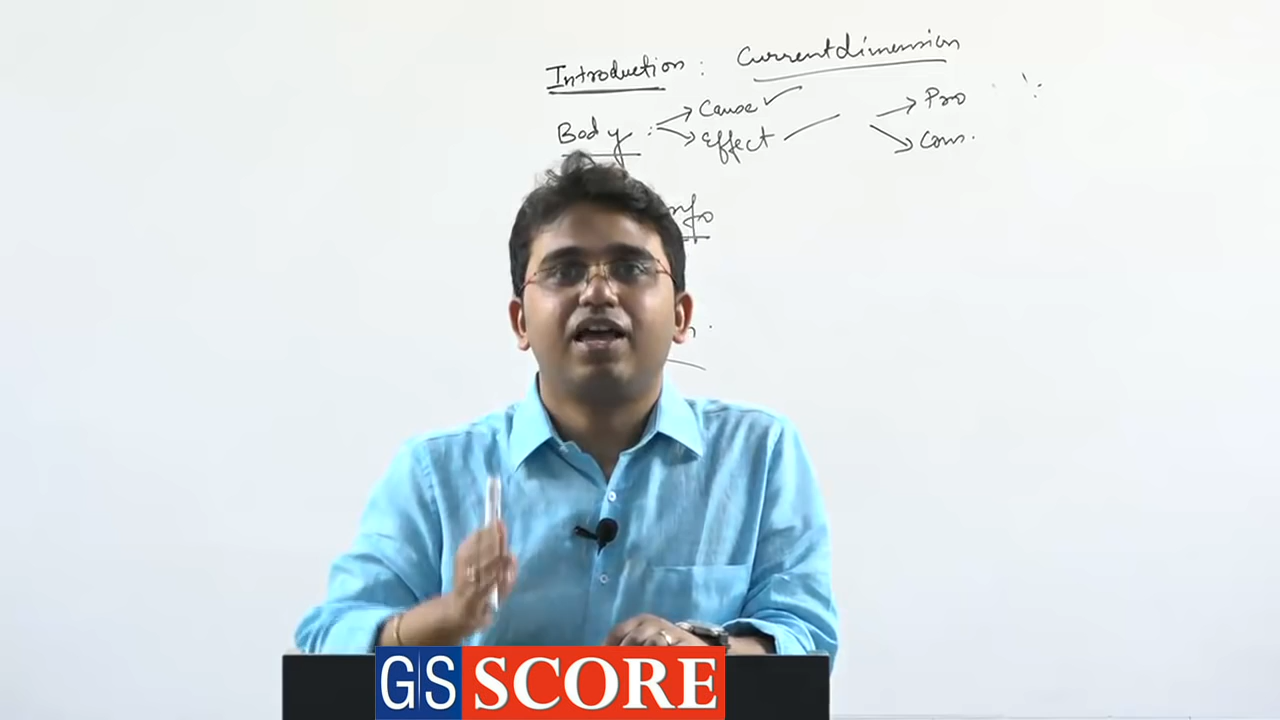 Introduction : Current dimension
Body : → Cause ✓ → Pro
→ Effect → Cons.
GS SCORE